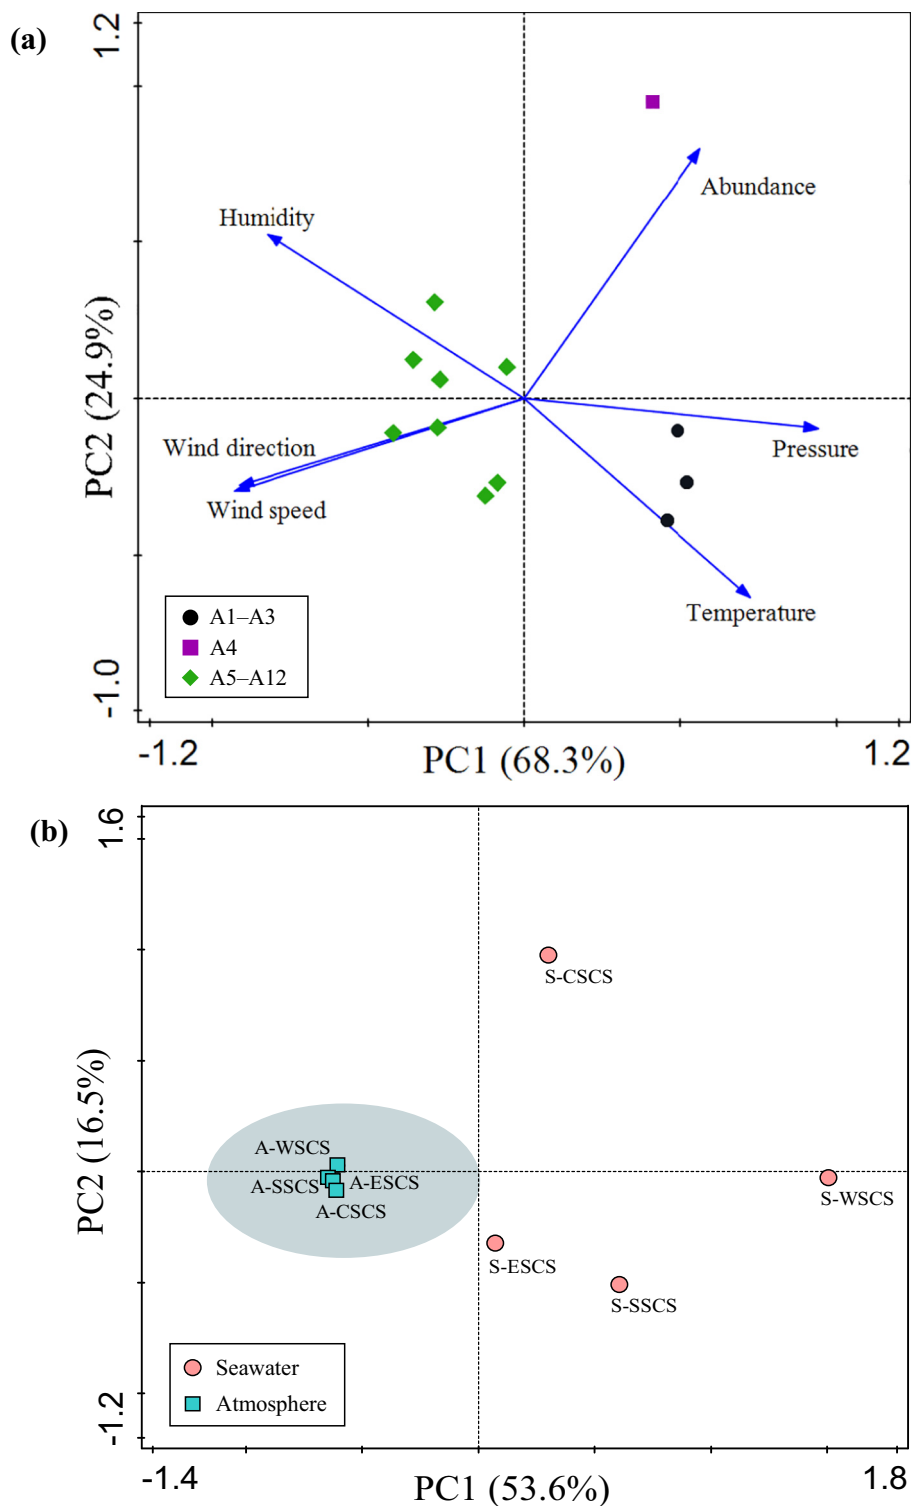 (a)
1.2
Abundance
Humidity
PC2 (24.9%)
Wind direction
Pressure
Wind speed
Temperature
A1–A3
A4
A5–A12
-1.0
-1.2
PC1 (68.3%)
1.2
(b)
1.6
S-CSCS
PC2 (16.5%)
A-WSCS
A-SSCS
A-ESCS
S-WSCS
A-CSCS
S-ESCS
S-SSCS
Seawater
Atmosphere
-1.2
-1.4
PC1 (53.6%)
1.8